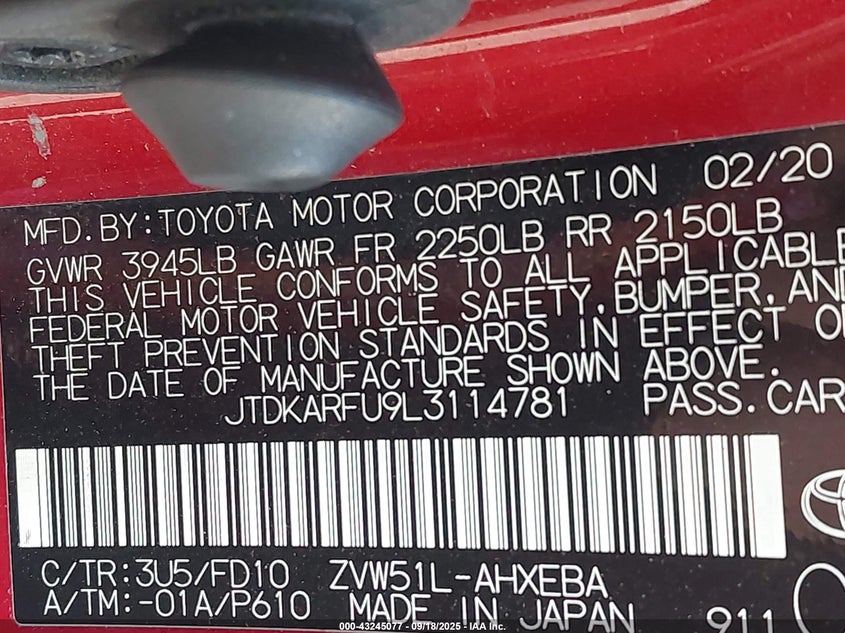 MFD. BY: TOYOTA MOTOR CORPORATION 02/20
GVWR 3945LB GAWR FR 2250LB RR 2150LB
THIS VEHICLE CONFORMS TO ALL APPLICABLE
FEDERAL MOTOR VEHICLE SAFETY, BUMPER, AND
THEFT PREVENTION STANDARDS IN EFFECT O
THE DATE OF MANUFACTURE SHOWN ABOVE.
JTDKARFU9L3114781 PASS.CAR
C/TR:3U5/FD10 ZVW51L-AHXEBA
A/TM:-01A/P610 MADE IN JAPAN 911
000-43245077 - 09/18/2025 - IAA Inc.